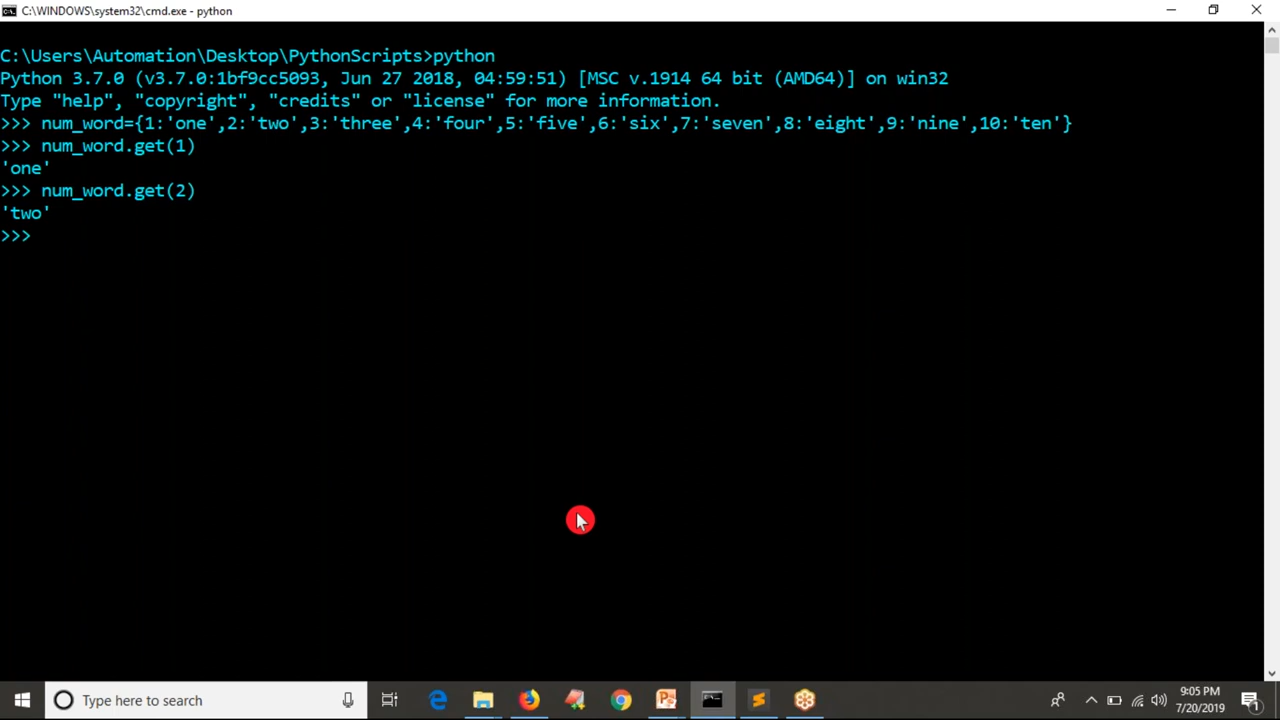 C:\WINDOWS\system32\cmd.exe - python
C:\Users\Automation\Desktop\PythonScripts>python
Python 3.7.0 (v3.7.0:1bf9cc5093, Jun 27 2018, 04:59:51) [MSC v.1914 64 bit (AMD64)] on win32
Type "help", "copyright", "credits" or "license" for more information.
>>> num_word={1:'one',2:'two',3:'three',4:'four',5:'five',6:'six',7:'seven',8:'eight',9:'nine',10:'ten'}
>>> num_word.get(1)
'one'
>>> num_word.get(2)
'two'
>>>
Type here to search
9:05 PM
7/20/2019
1